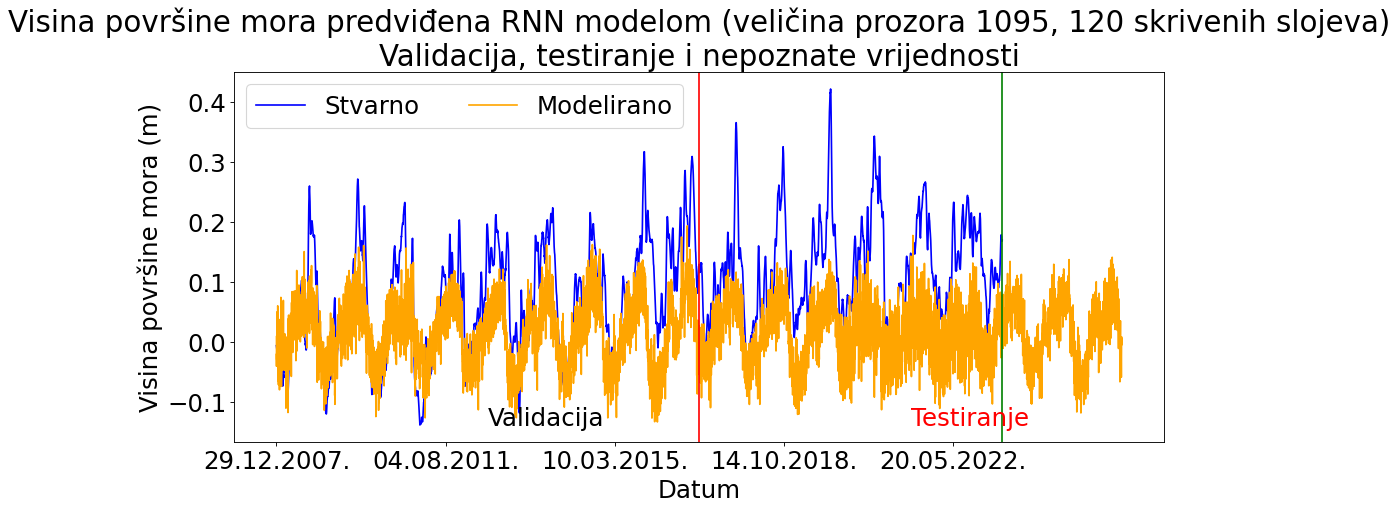 Visina površine mora predviđena RNN modelom (veličina prozora 1095, 120 skrivenih slojeva)
Validacija, testiranje i nepoznate vrijednosti
Stvarno Modelirano
Visina površine mora (m)
0.4
0.3
0.2
0.1
0.0
−0.1
Validacija
Testiranje
29.12.2007. 04.08.2011. 10.03.2015. 14.10.2018. 20.05.2022.
Datum